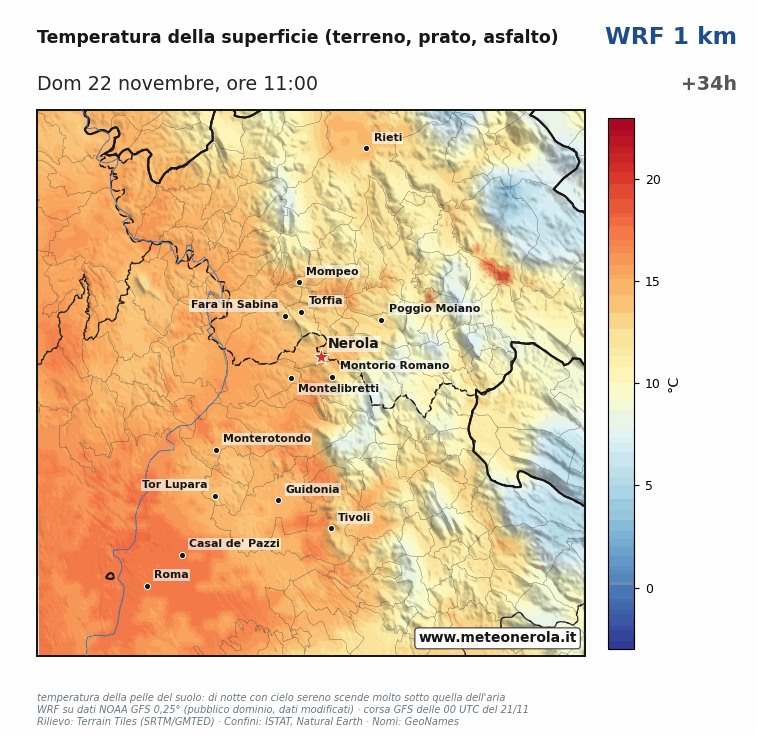 Temperatura della superficie (terreno, prato, asfalto)
WRF 1 km
Dom 22 novembre, ore 11:00
+34h
Rieti
Mompeo
Fara in Sabina
Toffia
Poggio Moiano
Nerola
Montorio Romano
Montelibretti
Monterotondo
Tor Lupara
Guidonia
Tivoli
Casal de' Pazzi
Roma
www.meteonerola.it
20
15
10
5
0
°C
temperatura della pelle del suolo: di notte con cielo sereno scende molto sotto quella dell'aria
WRF su dati NOAA GFS 0,25° (pubblico dominio, dati modificati) · corsa GFS delle 00 UTC del 21/11
Rilievo: Terrain Tiles (SRTM/GMTED) · Confini: ISTAT, Natural Earth · Nomi: GeoNames